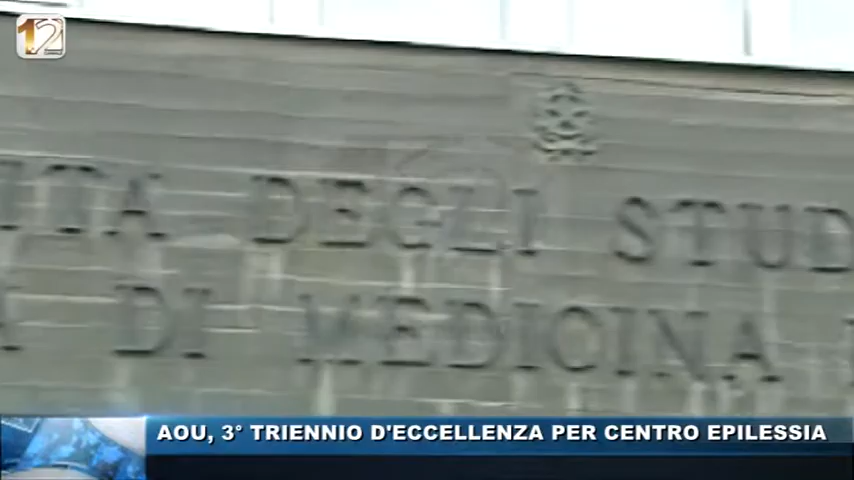 12
ITA DEGLI STUD
A DI MEDICINA
AOU, 3° TRIENNIO D'ECCELLENZA PER CENTRO EPILESSIA